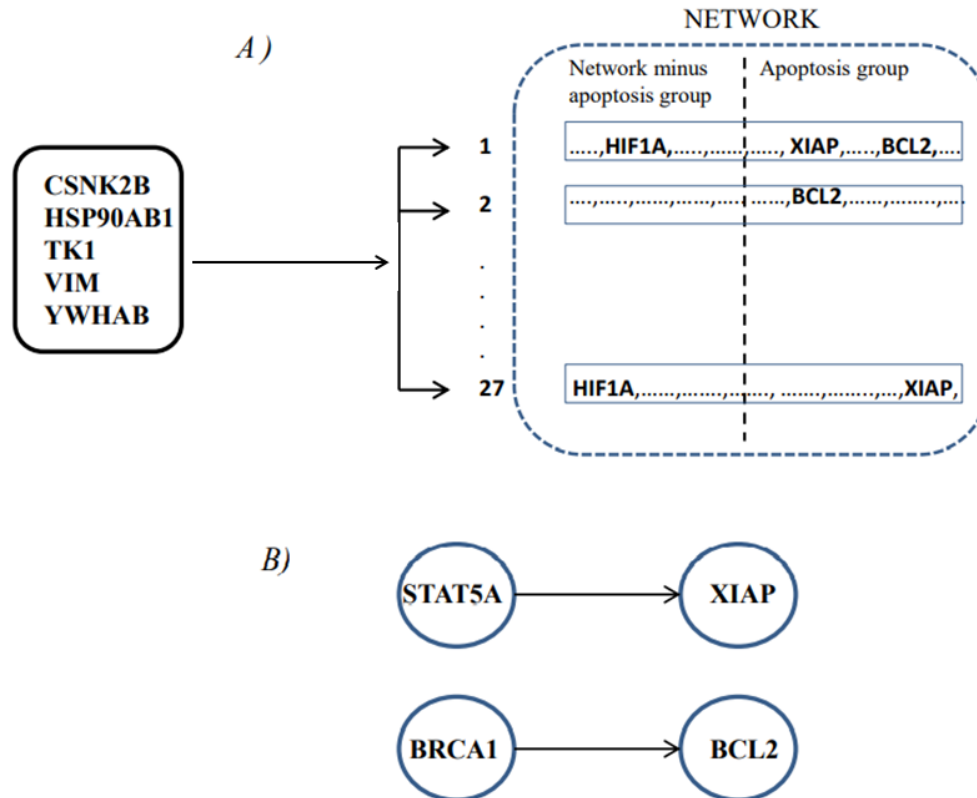 NETWORK
A )
Network minus
apoptosis group
Apoptosis group
CSNK2B
HSP90AB1
TK1
VIM
YWHAB
1
.....,HIF1A,.....,......,....., XIAP,.....,BCL2,....
2
....,.....,......,......,..... ......,BCL2,......,........,....
.
.
.
.
27
HIF1A,......,.......,......., .......,........,...,XIAP,
B)
STAT5A
XIAP
BRCA1
BCL2